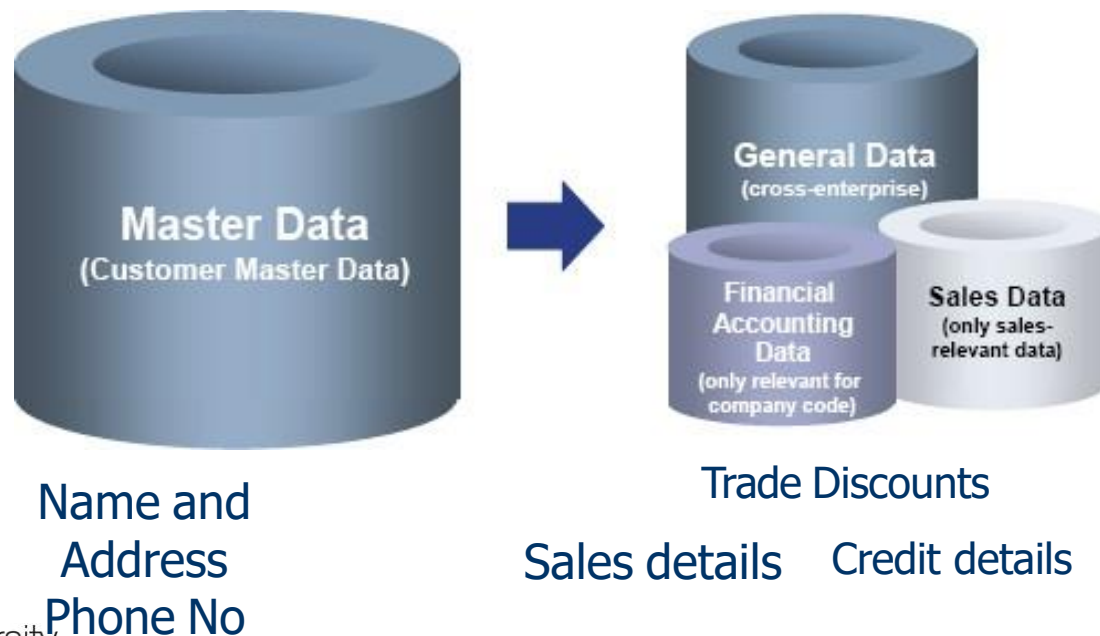 Master Data
(Customer Master Data)
General Data
(cross-enterprise)
Financial
Accounting
Data
(only relevant for
company code)
Sales Data
(only sales-
relevant data)
Name and
Address
Phone No
Trade Discounts
Sales details
Credit details